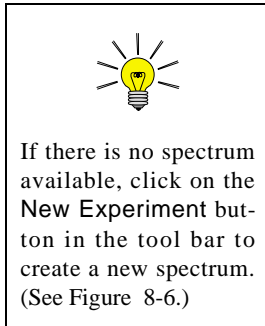 If there is no spectrum
available, click on the
New Experiment but-
ton in the tool bar to
create a new spectrum.
(See Figure 8-6.)